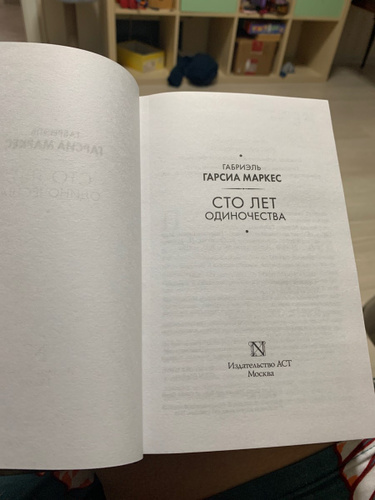 ГАБРИЭЛЬ
ГАРСИА МАРКЕС
СТО ЛЕТ
ОДИНОЧЕСТВА
N
Издательство АСТ
Москва